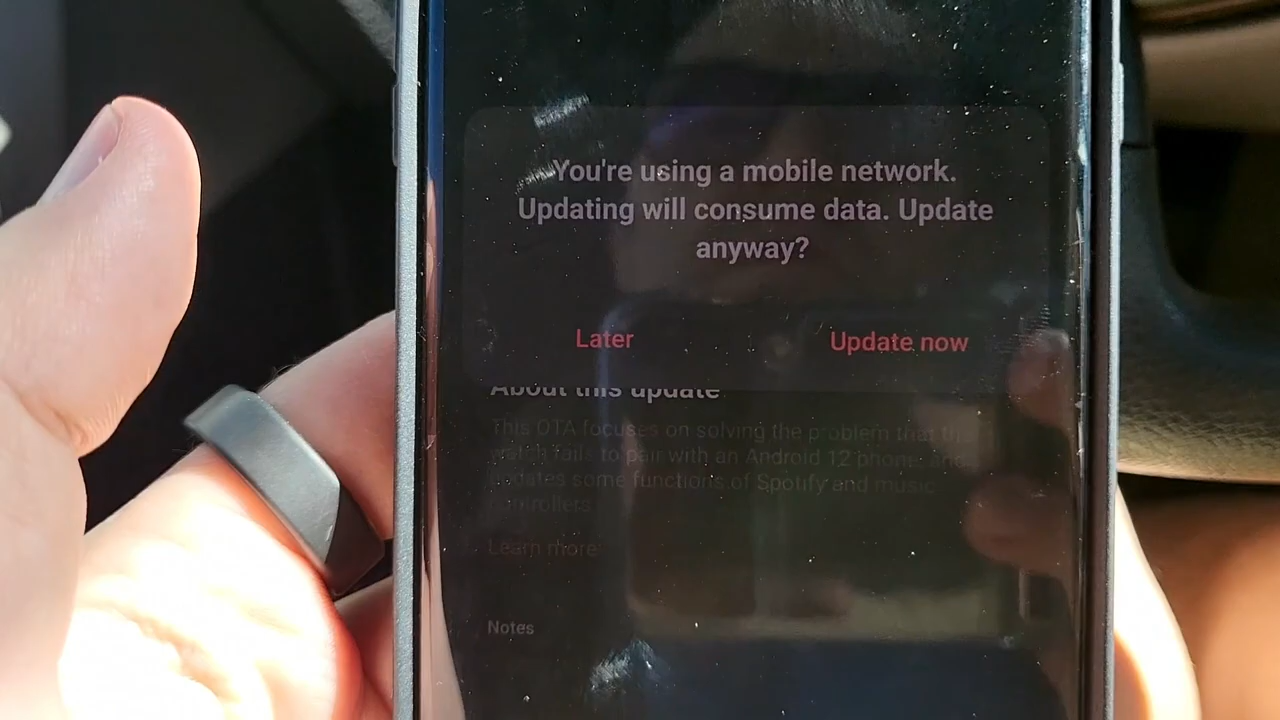 You're using a mobile network.
Updating will consume data. Update
anyway?
Later
Update now
About this update
This OTA focuses on solving the problem that the
watch fails to pair with an Android 12 phone, and
updates some functions of Spotify and music
controllers.
Learn more
Notes